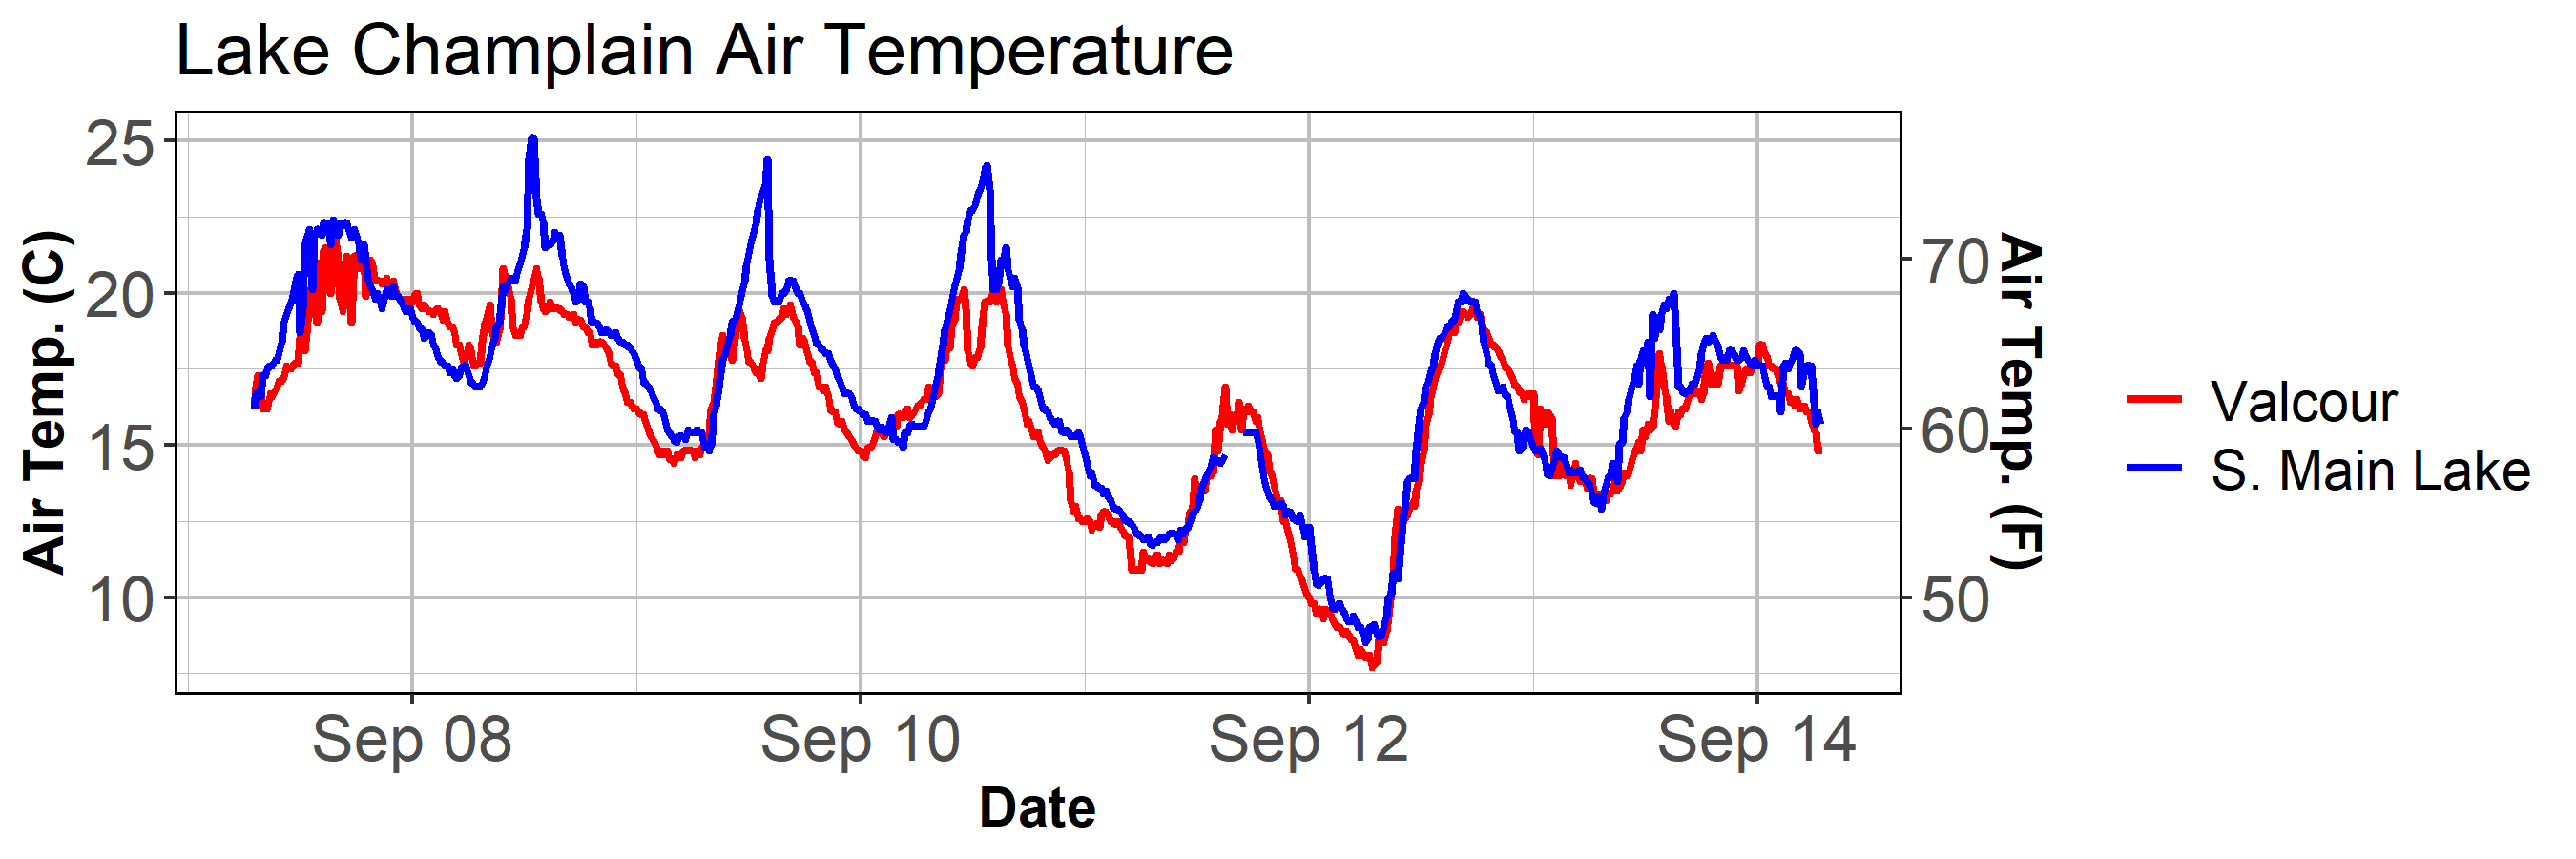 Lake Champlain Air Temperature
Air Temp. (C)
25
20
15
10
70
60
50
Air Temp. (F)
Sep 08
Sep 10
Sep 12
Sep 14
Date
Valcour
S. Main Lake